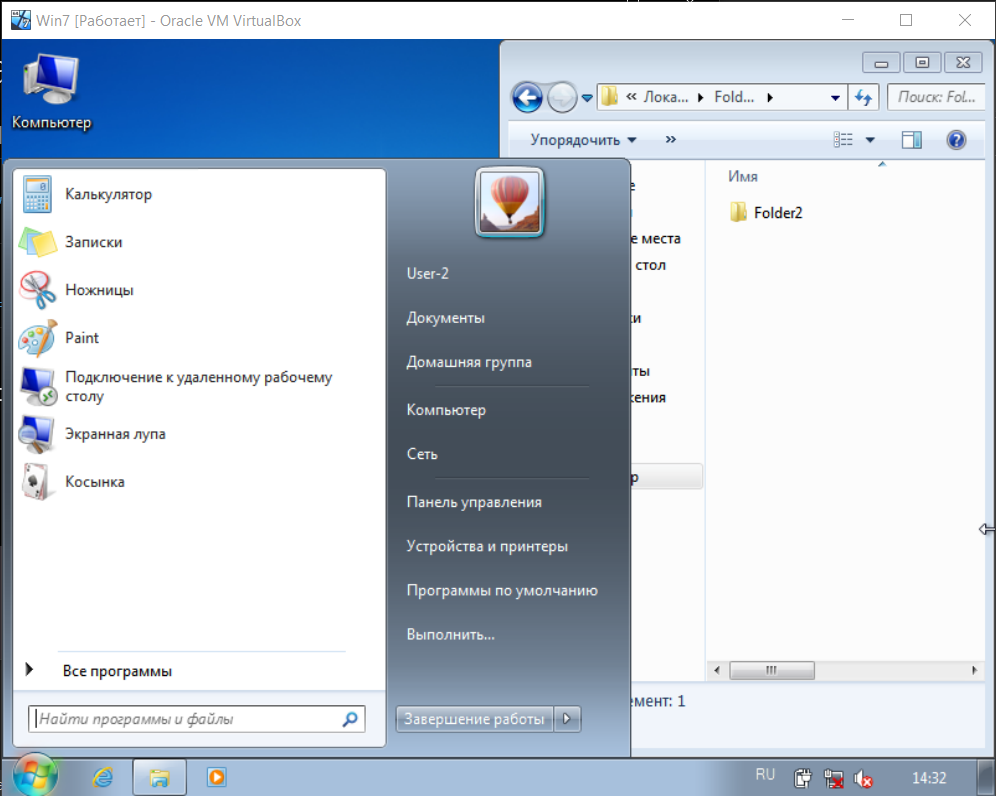 Win7 [Работает] - Oracle VM VirtualBox
Компьютер
« Лока... Fold...
Поиск: Fol...
Упорядочить »
Имя
Folder2
е места
стол
Калькулятор
Записки
Ножницы
Paint
Подключение к удаленному рабочему
столу
Экранная лупа
Косынка
Все программы
Найти программы и файлы
User-2
Документы
Домашняя группа
Компьютер
Сеть
Панель управления
Устройства и принтеры
Программы по умолчанию
Выполнить...
Завершение работы
ки
ты
жения
р
емент: 1
RU
14:32